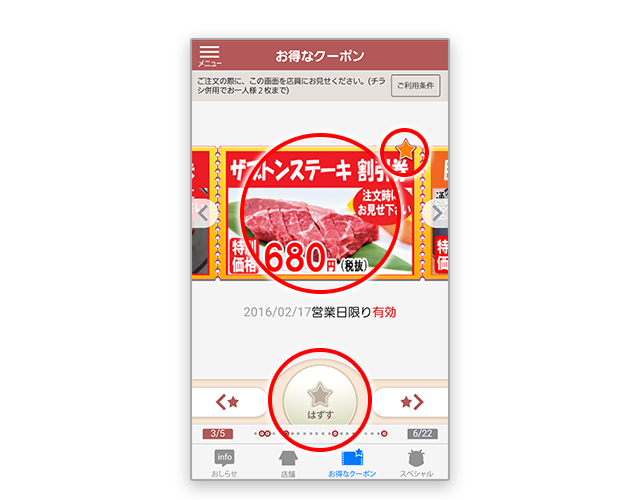 メニュー
お得なクーポン
ご注文の際に、この画面を店員にお見せください。(チラ
シ併用でお一人様２枚まで)
ご利用条件
ザブトンステーキ 割引券
注文時に
お見せ下さい
特別
価格
680円(税抜)
2016/02/17営業日限り有効
はずす
3/5
6/22
info
おしらせ
店舗
お得なクーポン
スペシャル